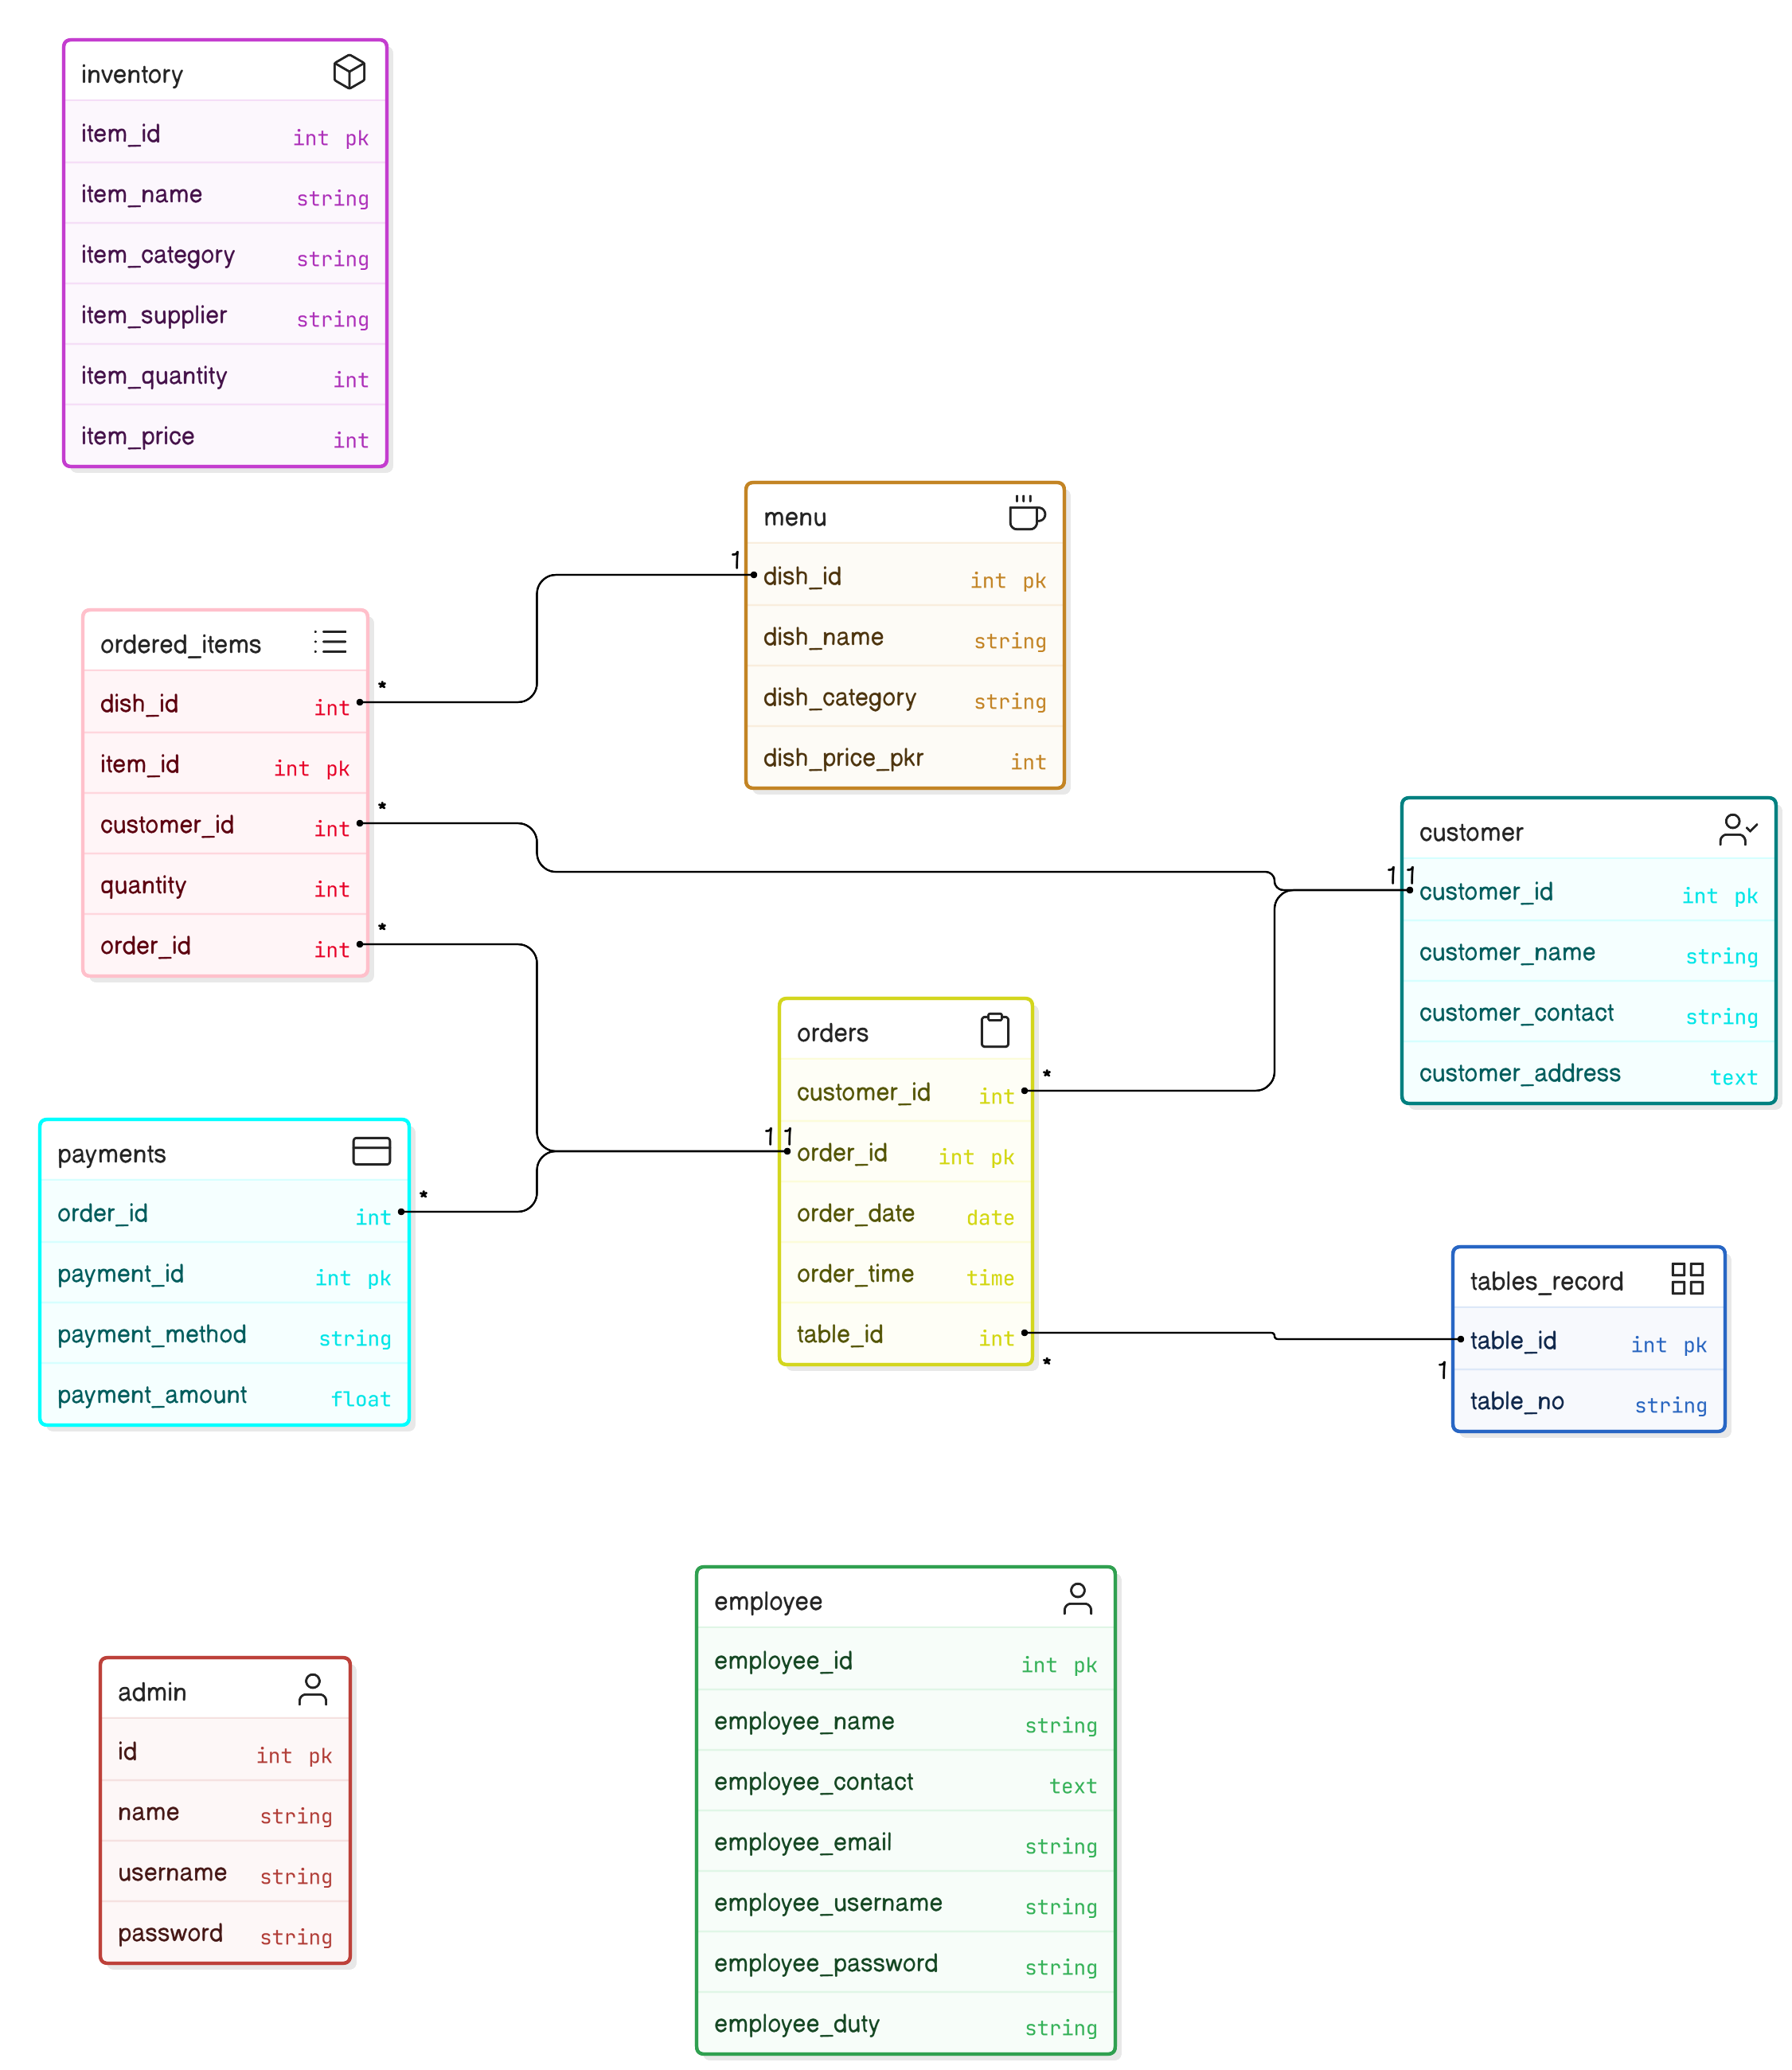 inventory
item_id int pk
item_name string
item_category string
item_supplier string
item_quantity int
item_price int
menu
1
dish_id int pk
dish_name string
dish_category string
dish_price_pkr int
ordered_items
dish_id int *
item_id int pk
customer_id int *
quantity int
order_id int *
customer
1 1
customer_id int pk
customer_name string
customer_contact string
customer_address text
orders
customer_id int *
1 1
order_id int pk
order_date date
order_time time
table_id int
*
payments
order_id int *
payment_id int pk
payment_method string
payment_amount float
tables_record
table_id int pk
1
table_no string
employee
employee_id int pk
employee_name string
employee_contact text
employee_email string
employee_username string
employee_password string
employee_duty string
admin
id int pk
name string
username string
password string